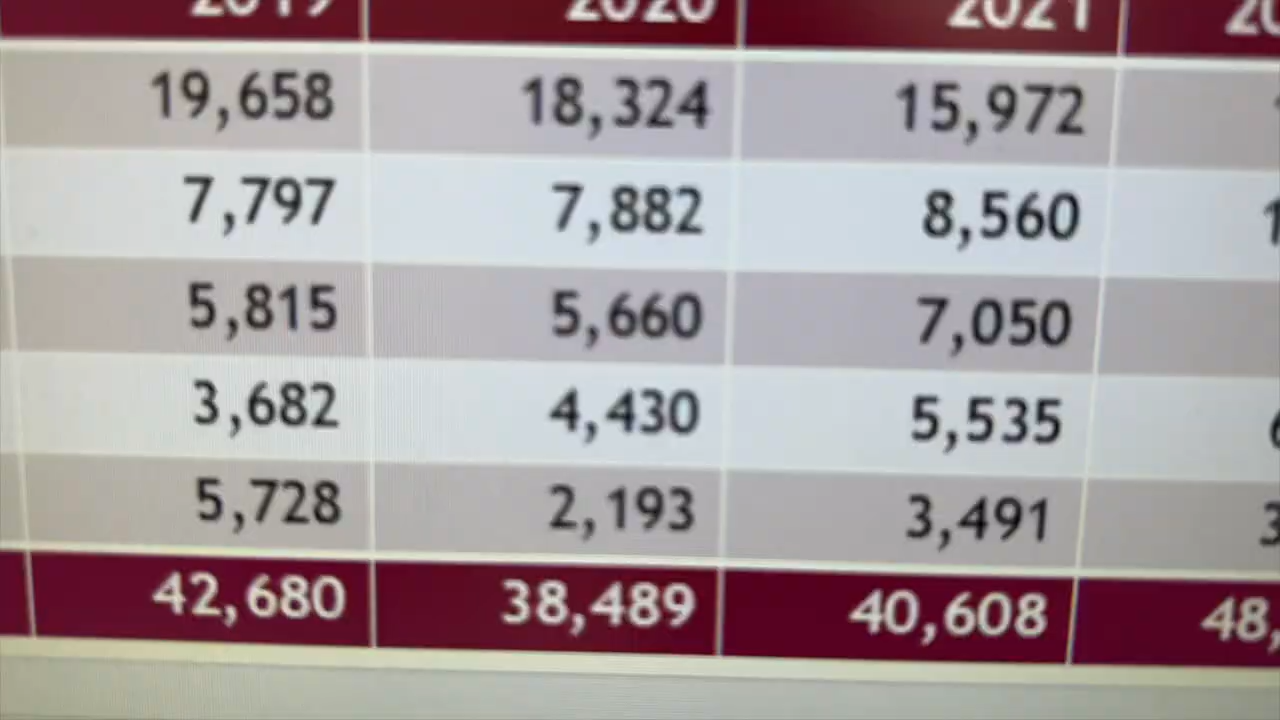 2019 2020 2021
19,658 18,324 15,972
7,797 7,882 8,560
5,815 5,660 7,050
3,682 4,430 5,535
5,728 2,193 3,491
42,680 38,489 40,608 48,